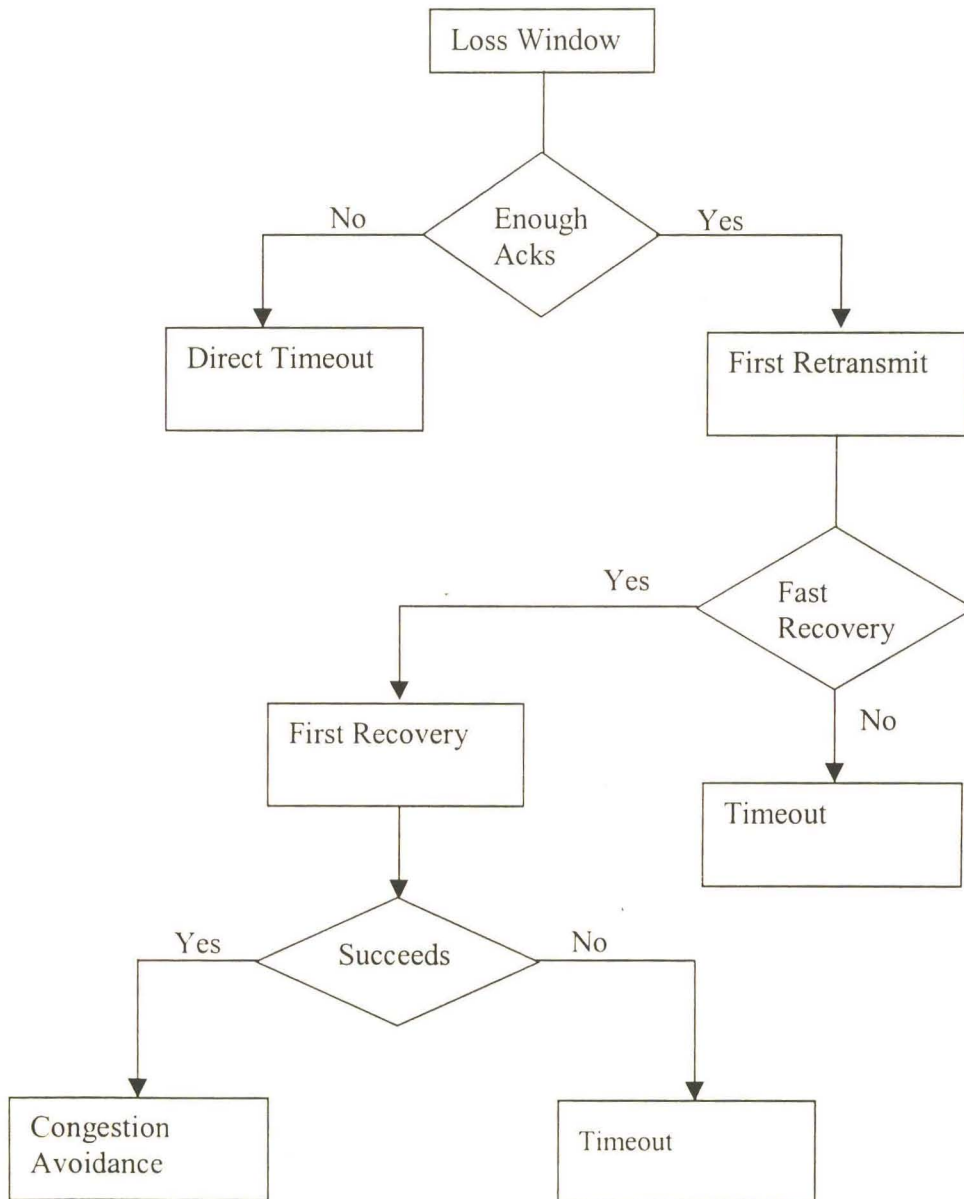 Loss Window
No
Enough
Acks
Yes
Direct Timeout
First Retransmit
Yes
Fast
Recovery
First Recovery
No
Timeout
Yes
Succeeds
No
Congestion
Avoidance
Timeout